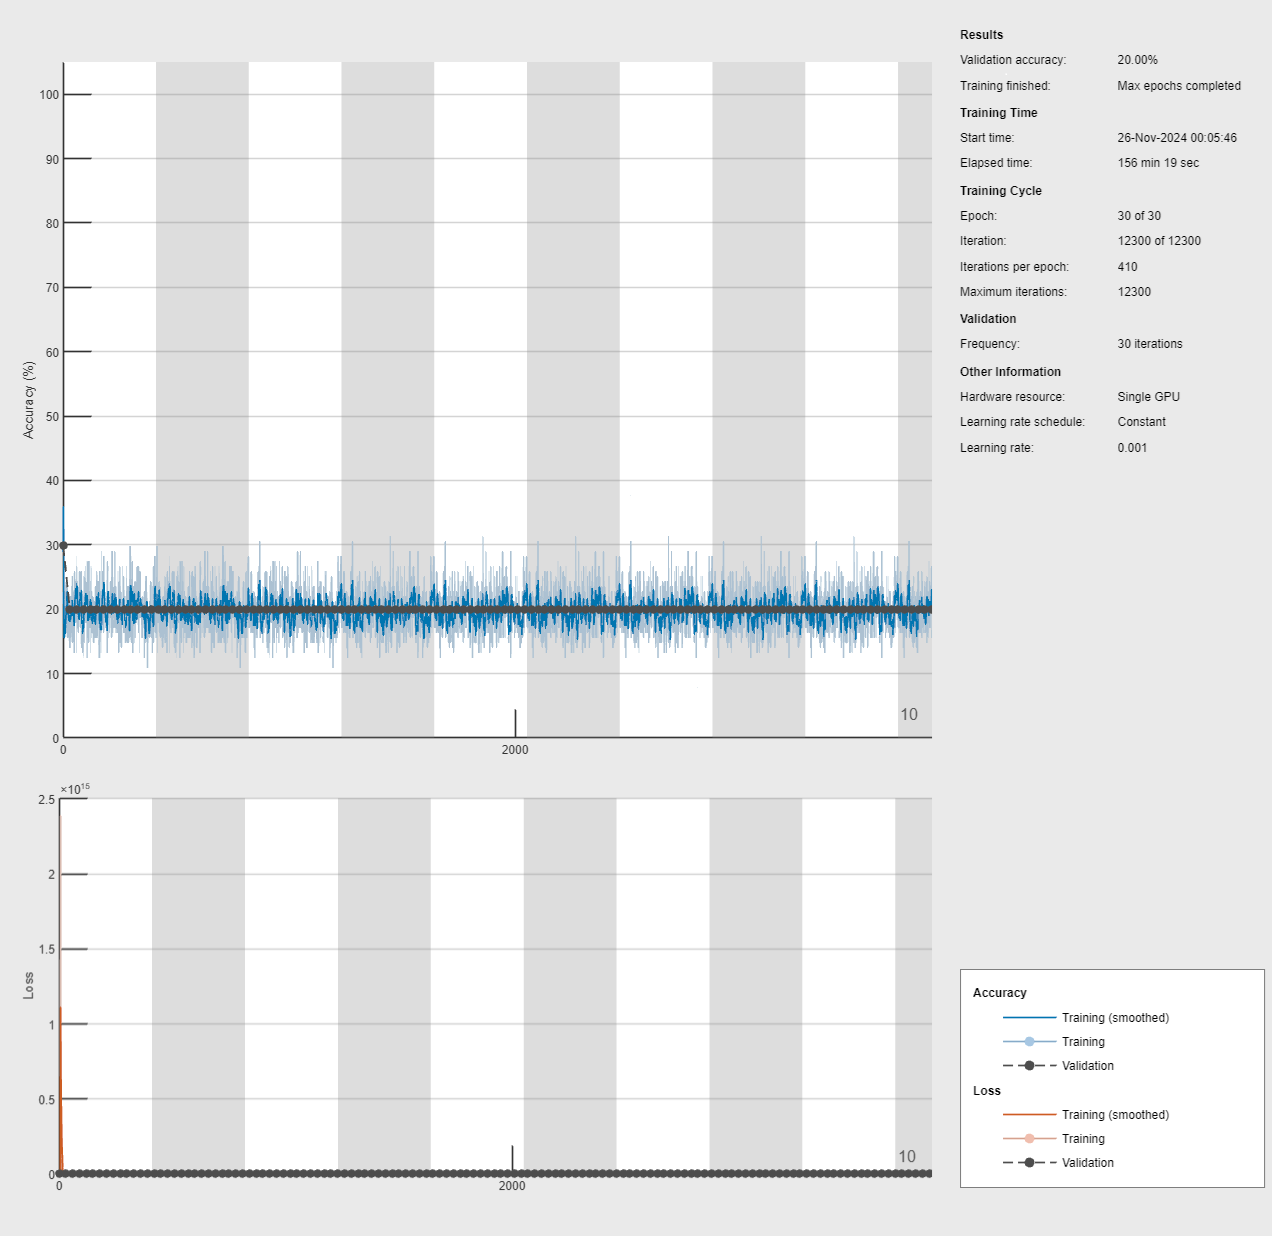 Results
Validation accuracy: 20.00%
Training finished: Max epochs completed
Training Time
Start time: 26-Nov-2024 00:05:46
Elapsed time: 156 min 19 sec
Training Cycle
Epoch: 30 of 30
Iteration: 12300 of 12300
Iterations per epoch: 410
Maximum iterations: 12300
Validation
Frequency: 30 iterations
Other Information
Hardware resource: Single GPU
Learning rate schedule: Constant
Learning rate: 0.001
Accuracy (%)
100
90
80
70
60
50
40
30
20
10
0
10
0 2000
×10¹⁵
Loss
2.5
2
1.5
1
0.5
0
10
0 2000
Accuracy
Training (smoothed)
Training
Validation
Loss
Training (smoothed)
Training
Validation